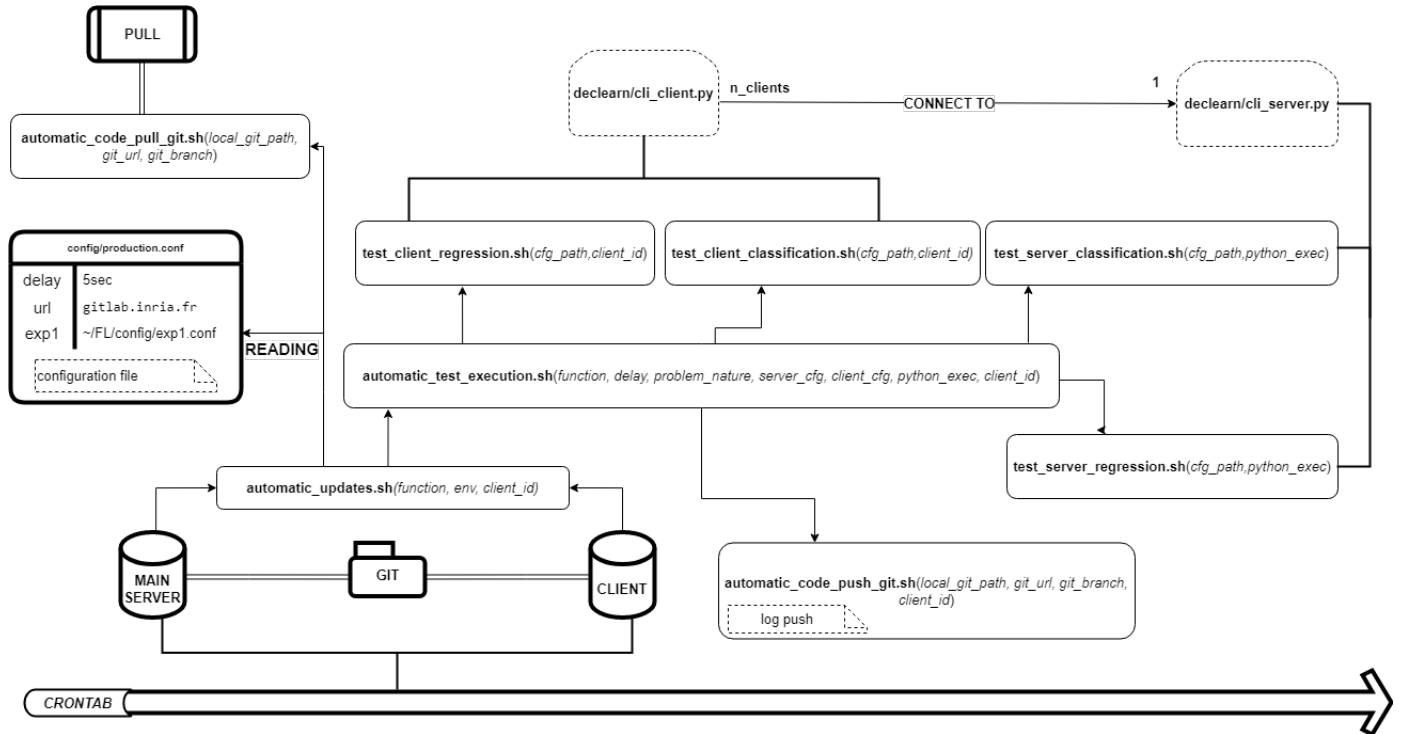 PULL
automatic_code_pull_git.sh(local_git_path,
git_url, git_branch)
declearn/cli_client.py
n_clients
CONNECT TO
1
declearn/cli_server.py
config/production.conf
delay 5sec
url gitlab.inria.fr
exp1 ~/FL/config/exp1.conf
configuration file
READING
test_client_regression.sh(cfg_path,client_id)
test_client_classification.sh(cfg_path,client_id)
test_server_classification.sh(cfg_path,python_exec)
automatic_test_execution.sh(function, delay, problem_nature, server_cfg, client_cfg, python_exec, client_id)
test_server_regression.sh(cfg_path,python_exec)
automatic_updates.sh(function, env, client_id)
MAIN
SERVER
GIT
CLIENT
automatic_code_push_git.sh(local_git_path, git_url, git_branch,
client_id)
log push
CRONTAB